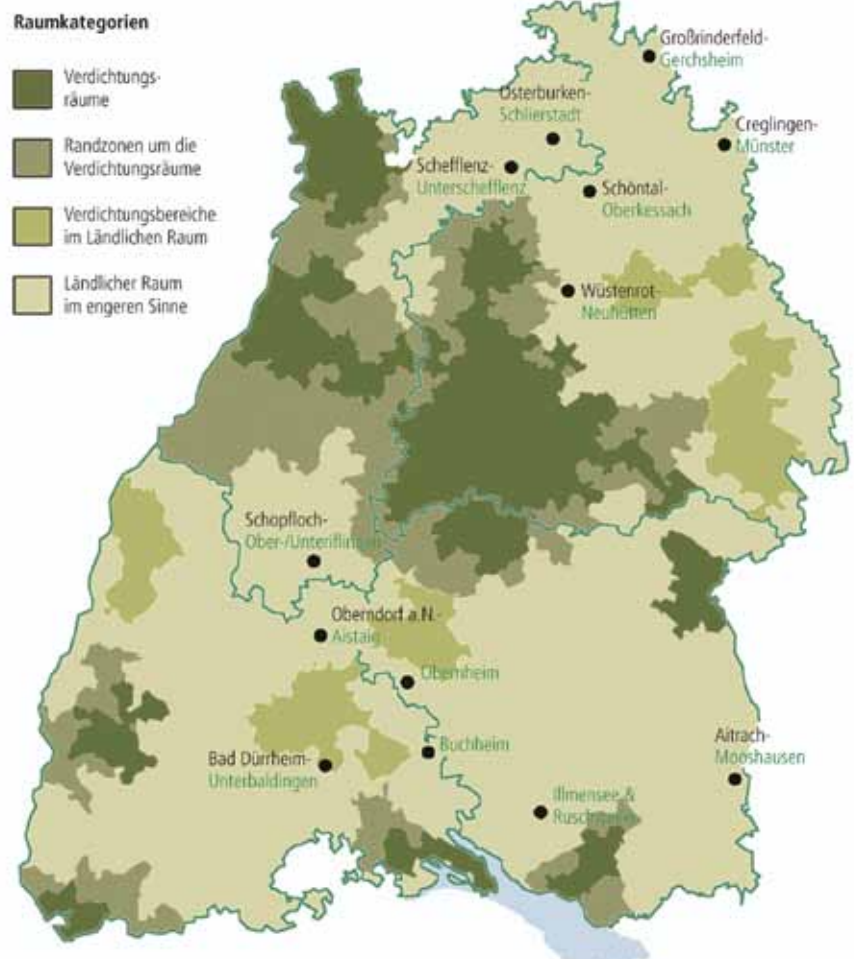 Raumkategorien
Verdichtungs-
räume
Randzonen um die
Verdichtungsräume
Verdichtungsbereiche
im Ländlichen Raum
Ländlicher Raum
im engeren Sinne
Großrinderfeld-
Gerchsheim
Osterburken-
Schlierstadt
Creglingen-
Münster
Schefflenz-
Unterschefflenz
Schöntal-
Oberkessach
Wüstenrot-
Neuhütten
Schopfloch-
Ober-/Unteriflingen
Oberndorf a.N.-
Aistaig
Obernheim
Buchheim
Bad Dürrheim-
Unterbaldingen
Aitrach-
Mooshausen
Illmensee &